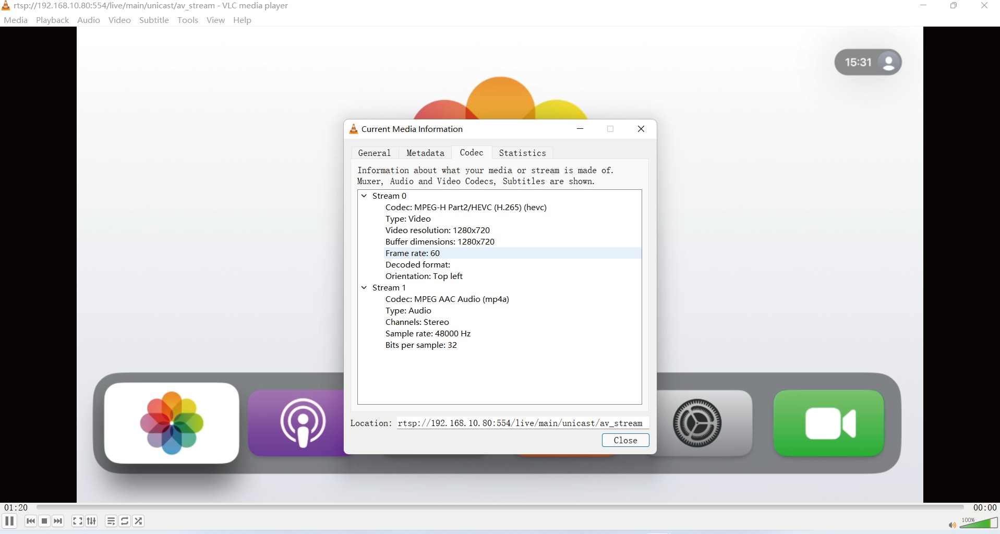 rtsp://192.168.10.80:554/live/main/unicast/av_stream - VLC media player
Media Playback Audio Video Subtitle Tools View Help
15:31
Current Media Information
General Metadata Codec Statistics
Information about what your media or stream is made of.
Muxer, Audio and Video Codecs, Subtitles are shown.
Stream 0
Codec: MPEG-H Part2/HEVC (H.265) (hevc)
Type: Video
Video resolution: 1280x720
Buffer dimensions: 1280x720
Frame rate: 60
Decoded format:
Orientation: Top left
Stream 1
Codec: MPEG AAC Audio (mp4a)
Type: Audio
Channels: Stereo
Sample rate: 48000 Hz
Bits per sample: 32
Location: rtsp://192.168.10.80:554/live/main/unicast/av_stream
Close
01:20 00:00
100%